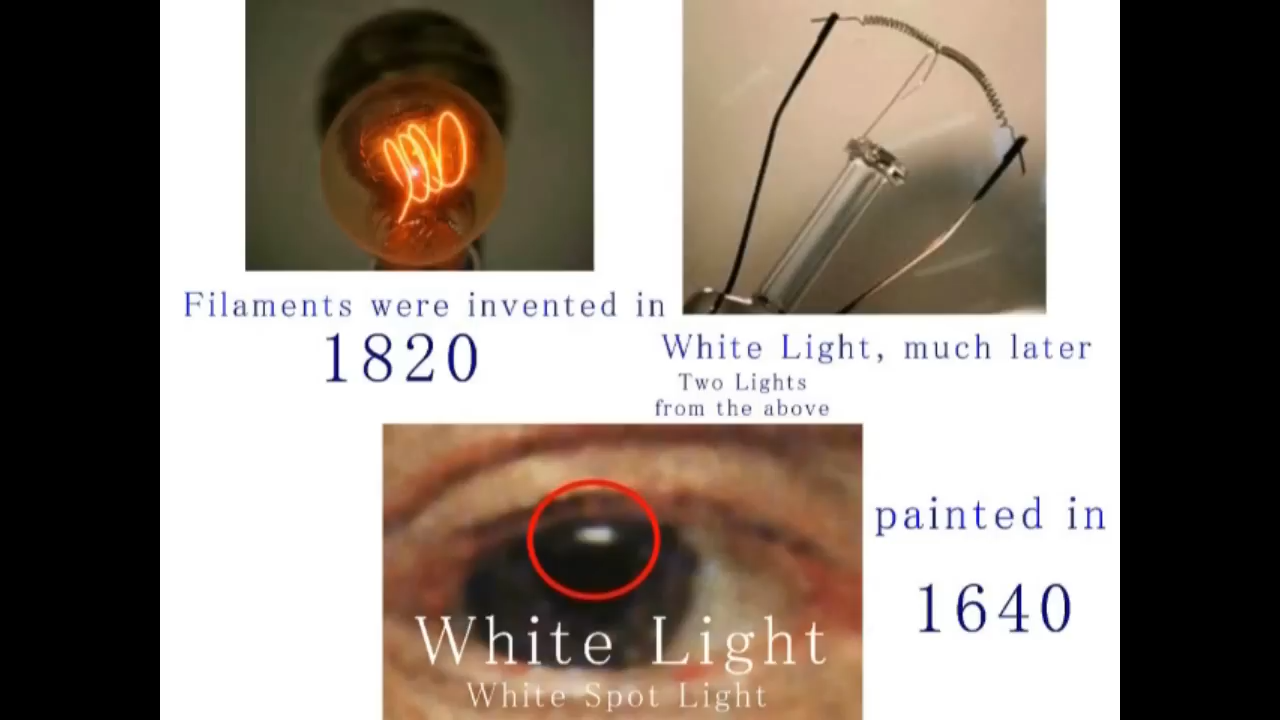 Filaments were invented in
1820
White Light, much later
Two Lights
from the above
painted in
1640
White Light
White Spot Light